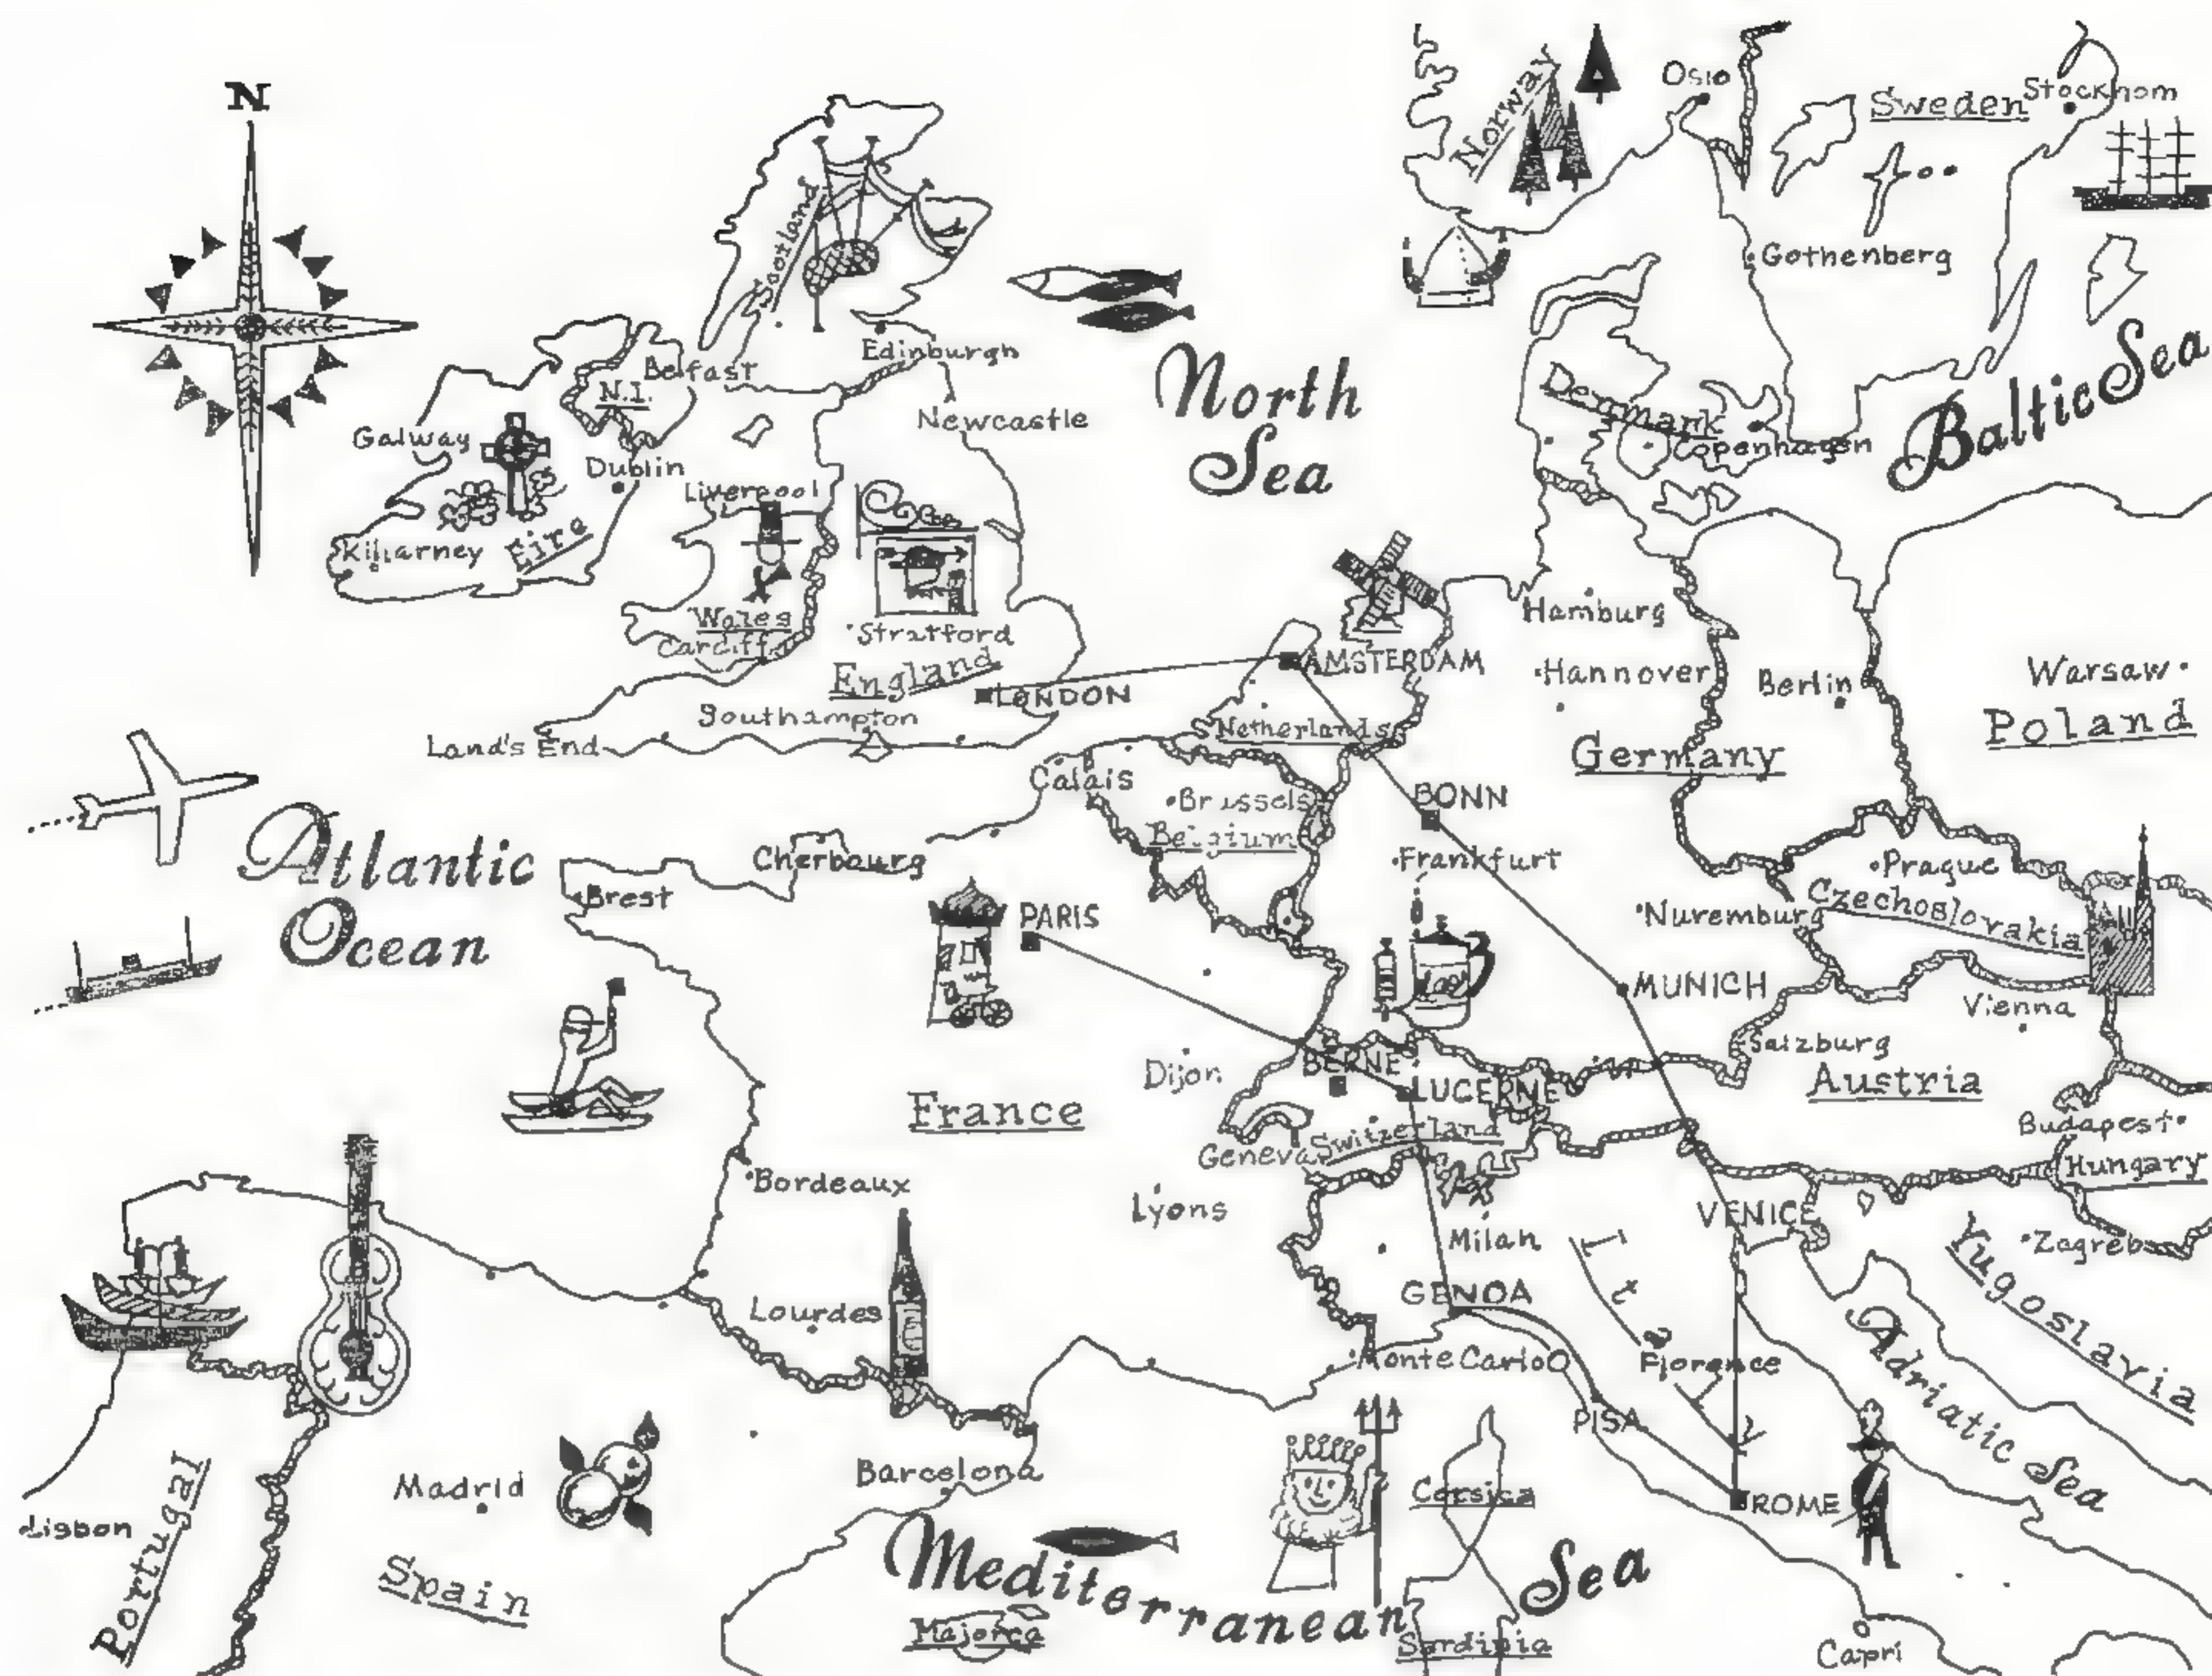 N
Norway
Oslo
Sweden
Stockhom
Scotland
Gothenberg
Edinburgh
Belfast
N.I.
Newcastle
North
Sea
Denmark
Copenhagen
Baltic Sea
Galway
Dublin
Liverpool
Killarney
Eire
Wales
Cardiff
Stratford
England
LONDON
Southampton
Land's End
AMSTERDAM
Netherlands
Hamburg
Hannover
Berlin
Warsaw
Poland
Germany
Calais
Brussels
Belgium
BONN
Frankfurt
Atlantic
Ocean
Cherbourg
Brest
PARIS
Prague
Czechoslovakia
Nuremburg
MUNICH
Vienna
Salzburg
Austria
Dijon
BERNE
LUCERNE
Switzerland
Geneva
France
Budapest
Hungary
Bordeaux
Lyons
Milan
VENICE
Zagreb
Yugoslavia
Italy
GENOA
Lourdes
Monte Carlo
Florence
Adriatic Sea
PISA
Barcelona
Madrid
Corsica
ROME
Lisbon
Portugal
Spain
Mediterranean Sea
Majorca
Sardinia
Capri